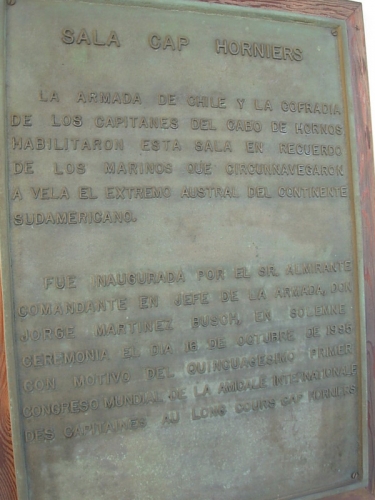 SALA CAP HORNIERS
LA ARMADA DE CHILE Y LA COFRADIA
DE LOS CAPITANES DEL CABO DE HORNOS
HABILITARON ESTA SALA EN RECUERDO
DE LOS MARINOS QUE CIRCUNNAVEGARON
A VELA EL EXTREMO AUSTRAL DEL CONTINENTE
SUDAMERICANO.
FUE INAUGURADA POR EL SR. ALMIRANTE
COMANDANTE EN JEFE DE LA ARMADA, DON
JORGE MARTINEZ BUSCH, EN SOLEMNE
CEREMONIA EL DIA 16 DE OCTUBRE DE 1995
CON MOTIVO DEL QUINCUAGESIMO PRIMER
CONGRESO MUNDIAL DE LA AMICALE INTERNATIONALE
DES CAPITAINES AU LONG COURS CAP HORNIERS